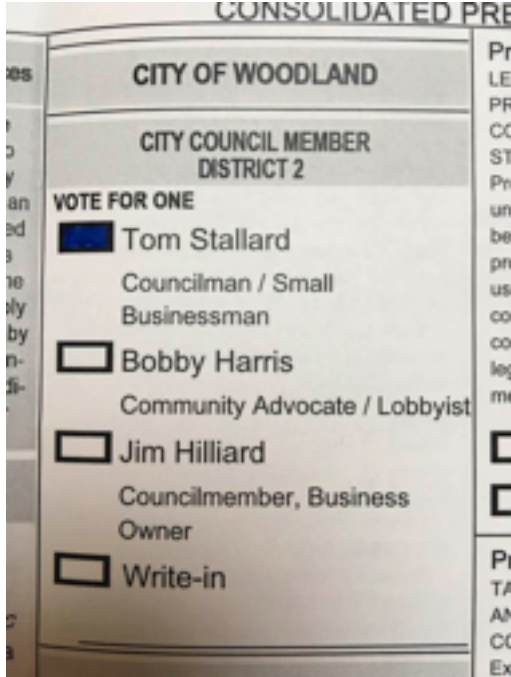 CONSOLIDATED PRE
CITY OF WOODLAND
CITY COUNCIL MEMBER
DISTRICT 2
VOTE FOR ONE
Tom Stallard
Councilman / Small
Businessman
Bobby Harris
Community Advocate / Lobbyist
Jim Hilliard
Councilmember, Business
Owner
Write-in